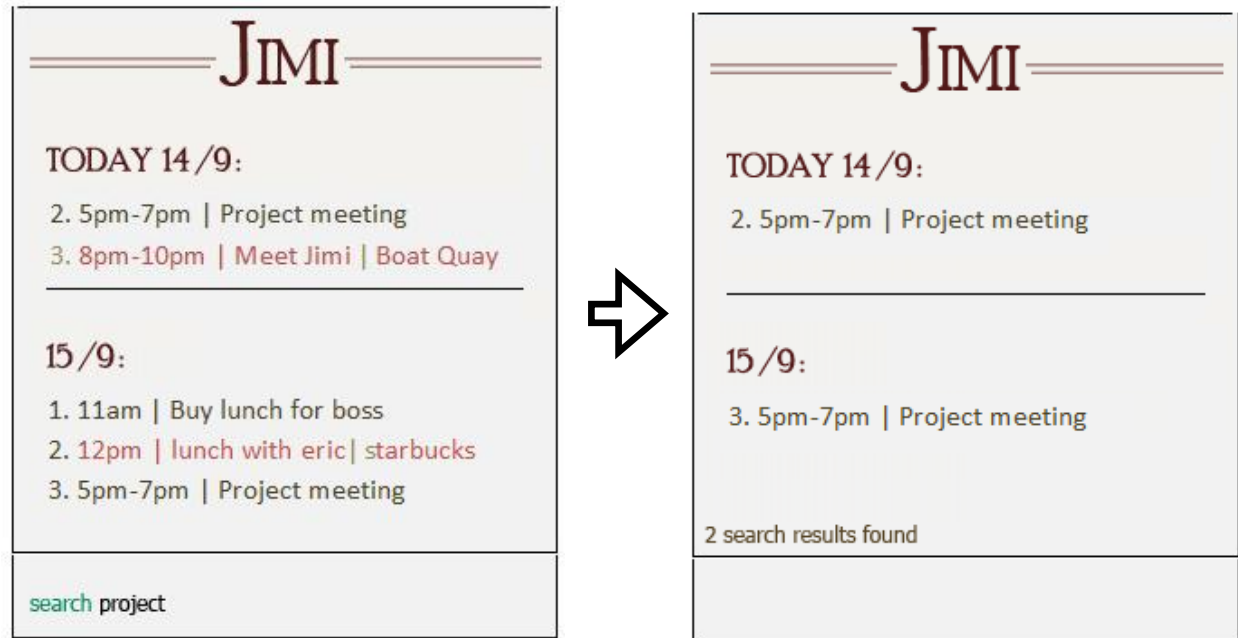 JIMI
TODAY 14/9:
2. 5pm-7pm | Project meeting
3. 8pm-10pm | Meet Jimi | Boat Quay
15/9:
1. 11am | Buy lunch for boss
2. 12pm | lunch with eric| starbucks
3. 5pm-7pm | Project meeting
search project
JIMI
TODAY 14/9:
2. 5pm-7pm | Project meeting
15/9:
3. 5pm-7pm | Project meeting
2 search results found